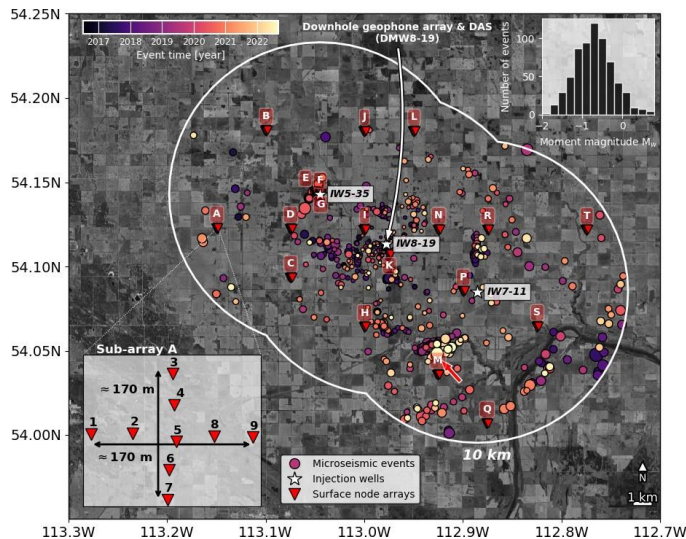 54.25N
54.20N
54.15N
54.10N
54.05N
54.00N
113.3W
113.2W
113.1W
113.0W
112.9W
112.8W
112.7W
2017
2018
2019
2020
2021
2022
Event time [year]
Downhole geophone array & DAS
(DMW8-19)
Number of events
100
50
0
−2
−1
0
Moment magnitude Mw
B
J
L
E
F
G
IW5-35
A
D
I
N
R
T
IW8-19
C
K
P
IW7-11
H
S
M
Q
10 km
Sub-array A
3
≈170 m
4
1
2
5
8
9
≈170 m
6
7
Microseismic events
Injection wells
Surface node arrays
N
1 km